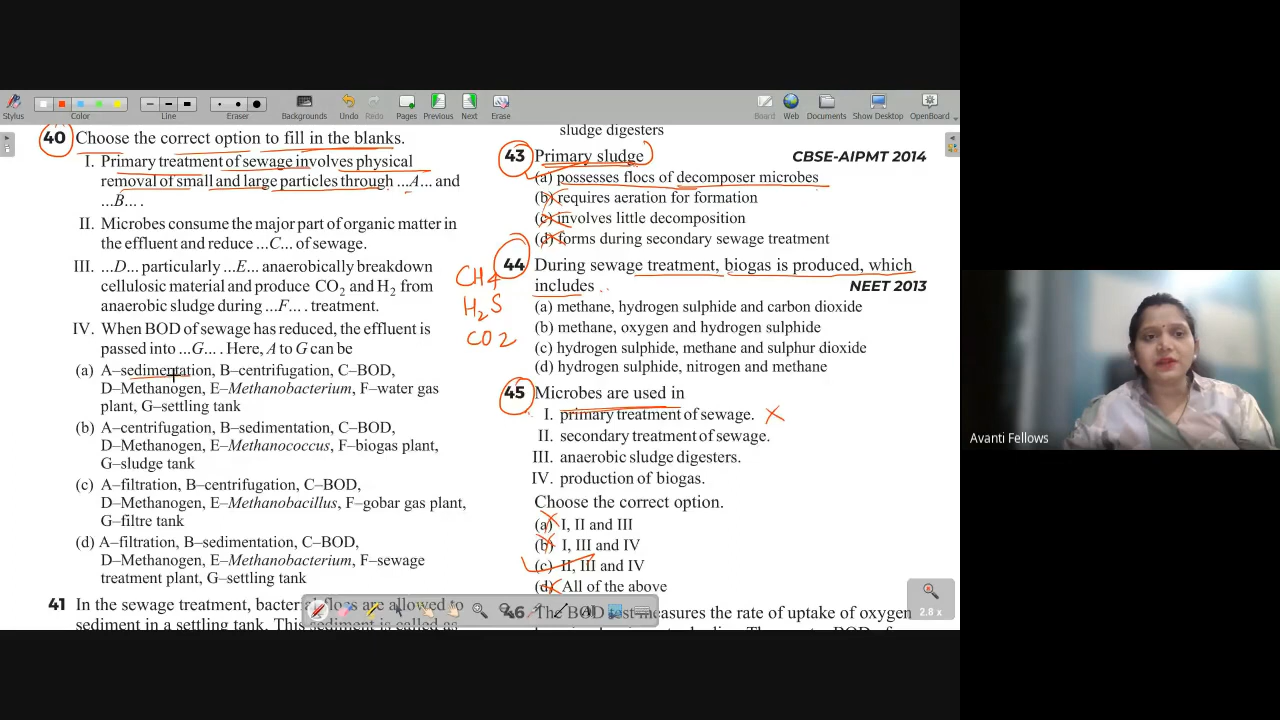 Stylus
Color
Line
Eraser
Backgrounds
Undo
Redo
Pages
Previous
Next
Erase
Board
Web
Documents
Show Desktop
OpenBoard
40 Choose the correct option to fill in the blanks.
I. Primary treatment of sewage involves physical
removal of small and large particles through ...A... and
...B... .
II. Microbes consume the major part of organic matter in
the effluent and reduce ...C... of sewage.
III. ...D... particularly ...E... anaerobically breakdown
cellulosic material and produce CO2 and H2 from
anaerobic sludge during ...F... . treatment.
IV. When BOD of sewage has reduced, the effluent is
passed into ...G... . Here, A to G can be
(a) A–sedimentation, B–centrifugation, C–BOD,
D–Methanogen, E–Methanobacterium, F–water gas
plant, G–settling tank
(b) A–centrifugation, B–sedimentation, C–BOD,
D–Methanogen, E–Methanococcus, F–biogas plant,
G–sludge tank
(c) A–filtration, B–centrifugation, C–BOD,
D–Methanogen, E–Methanobacillus, F–gobar gas plant,
G–filtre tank
(d) A–filtration, B–sedimentation, C–BOD,
D–Methanogen, E–Methanobacterium, F–sewage
treatment plant, G–settling tank
41 In the sewage treatment, bacterial flocs are allowed to
sediment in a settling tank. This sediment is called as
sludge digesters
43 Primary sludge CBSE-AIPMT 2014
(a) possesses flocs of decomposer microbes
(b) requires aeration for formation
(c) involves little decomposition
(d) forms during secondary sewage treatment
44 During sewage treatment, biogas is produced, which
includes .. NEET 2013
CH4
H2S
CO2
(a) methane, hydrogen sulphide and carbon dioxide
(b) methane, oxygen and hydrogen sulphide
(c) hydrogen sulphide, methane and sulphur dioxide
(d) hydrogen sulphide, nitrogen and methane
45 Microbes are used in
I. primary treatment of sewage.
II. secondary treatment of sewage.
III. anaerobic sludge digesters.
IV. production of biogas.
Choose the correct option.
(a) I, II and III
(b) I, III and IV
(c) II, III and IV
(d) All of the above
46 The BOD test measures the rate of uptake of oxygen
2.8 x
Avanti Fellows